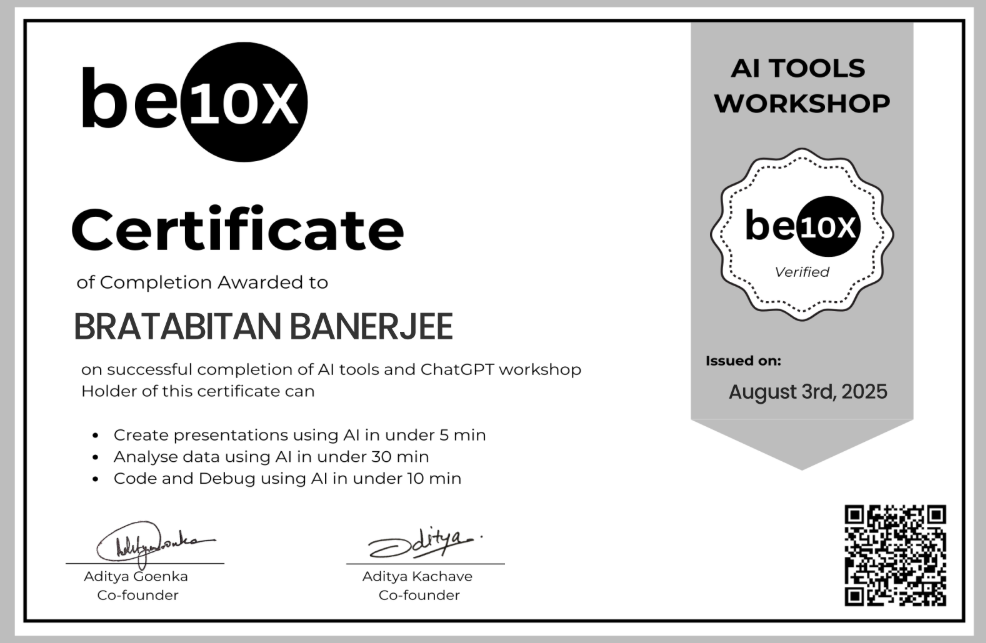 be10X
Certificate
of Completion Awarded to
BRATABITAN BANERJEE
on successful completion of AI tools and ChatGPT workshop
Holder of this certificate can
• Create presentations using AI in under 5 min
• Analyse data using AI in under 30 min
• Code and Debug using AI in under 10 min
Aditya Goenka
Co-founder
Aditya
Aditya Kachave
Co-founder
AI TOOLS
WORKSHOP
be10X
Verified
Issued on:
August 3rd, 2025